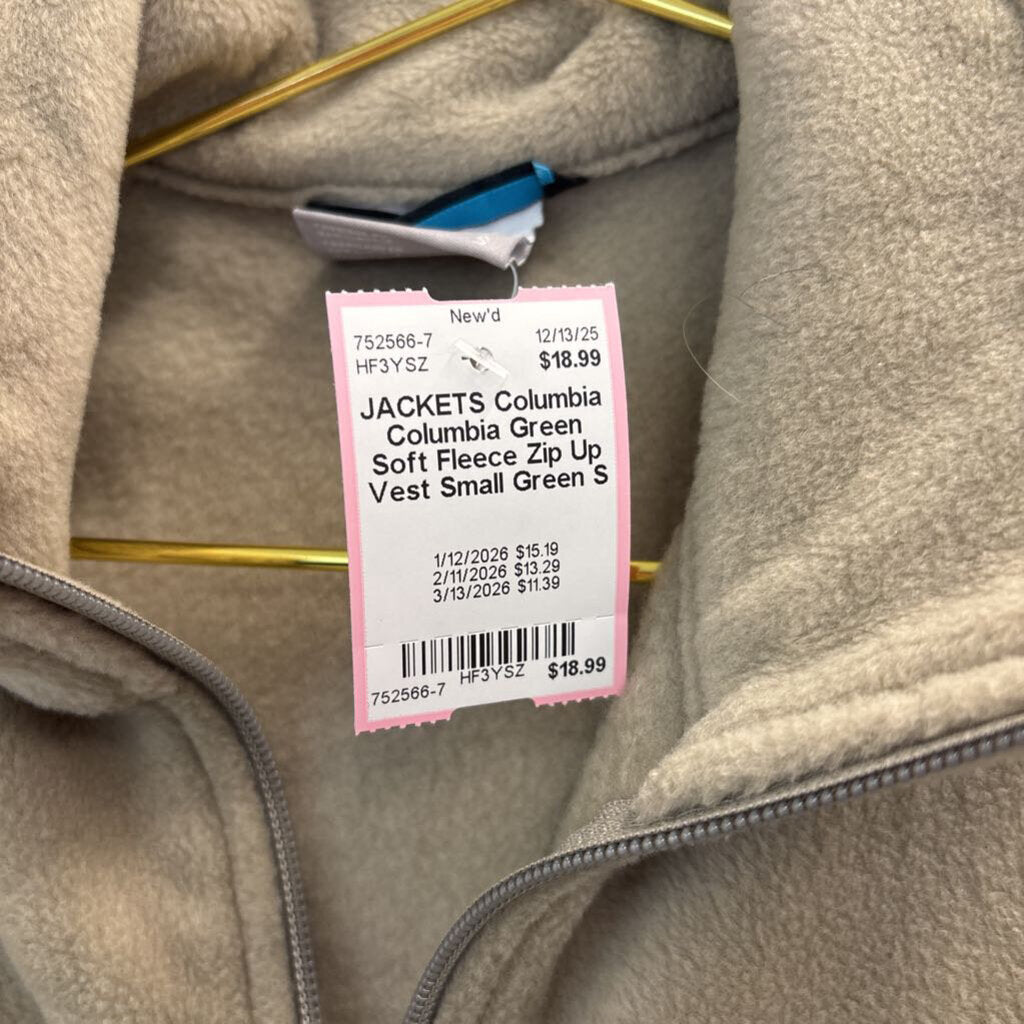 New'd
752566-7 12/13/25
HF3YSZ $18.99
JACKETS Columbia
Columbia Green
Soft Fleece Zip Up
Vest Small Green S
1/12/2026 $15.19
2/11/2026 $13.29
3/13/2026 $11.39
752566-7 HF3YSZ $18.99